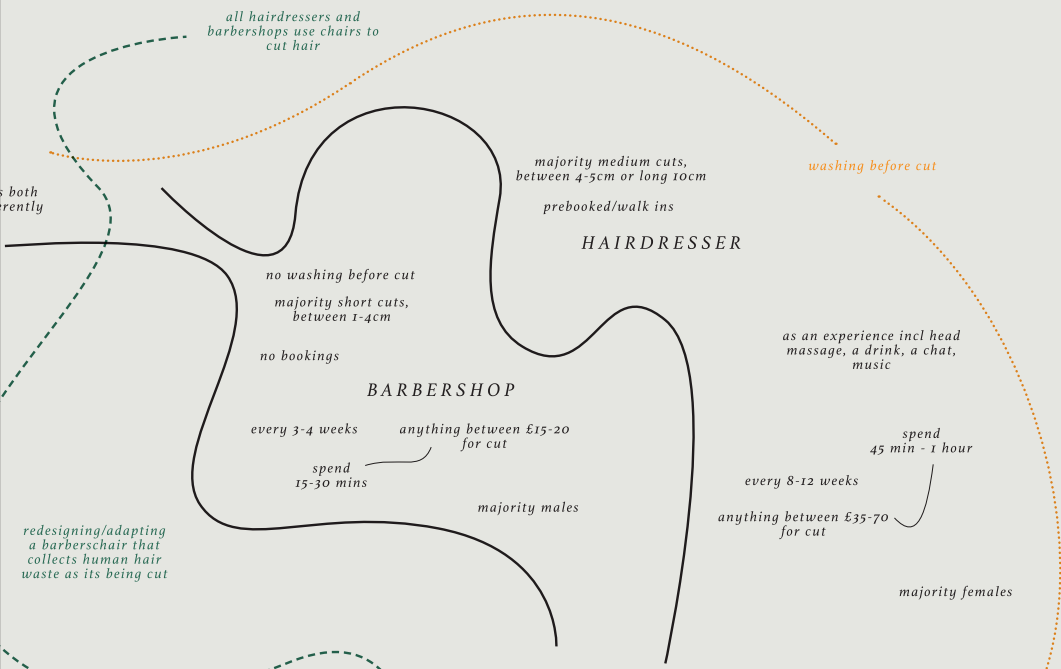 all hairdressers and
barbershops use chairs to
cut hair
majority medium cuts,
between 4-5cm or long 10cm
washing before cut
both
prebooked/walk ins
HAIRDRESSER
no washing before cut
majority short cuts,
between 1-4cm
as an experience incl head
massage, a drink, a chat,
music
no bookings
BARBERSHOP
every 3-4 weeks
anything between £15-20
for cut
spend
15-30 mins
spend
45 min - 1 hour
every 8-12 weeks
majority males
anything between £35-70
for cut
redesigning/adapting
a barberschair that
collects human hair
waste as its being cut
majority females